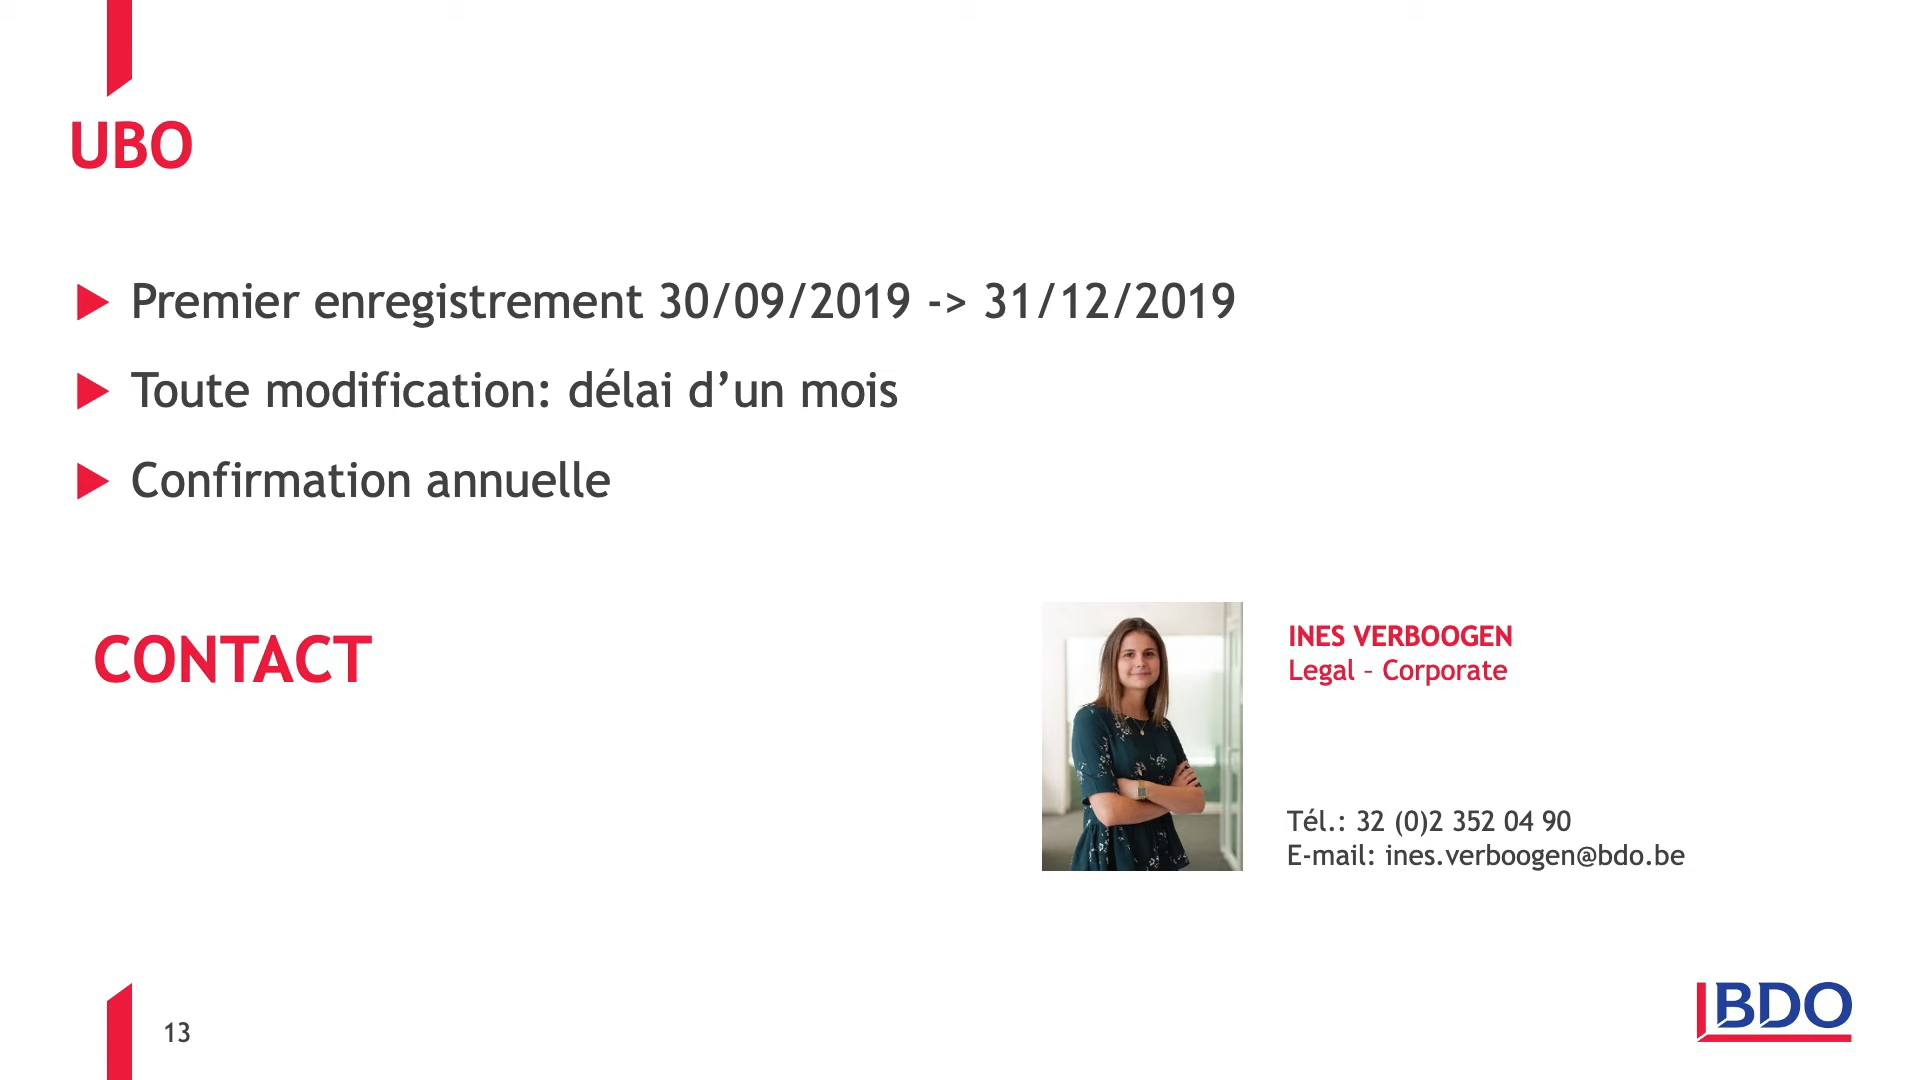 UBO
Premier enregistrement 30/09/2019 -> 31/12/2019
Toute modification: délai d’un mois
Confirmation annuelle
CONTACT
INES VERBOOGEN
Legal – Corporate
Tél.: 32 (0)2 352 04 90
E-mail: ines.verboogen@bdo.be
13
BDO